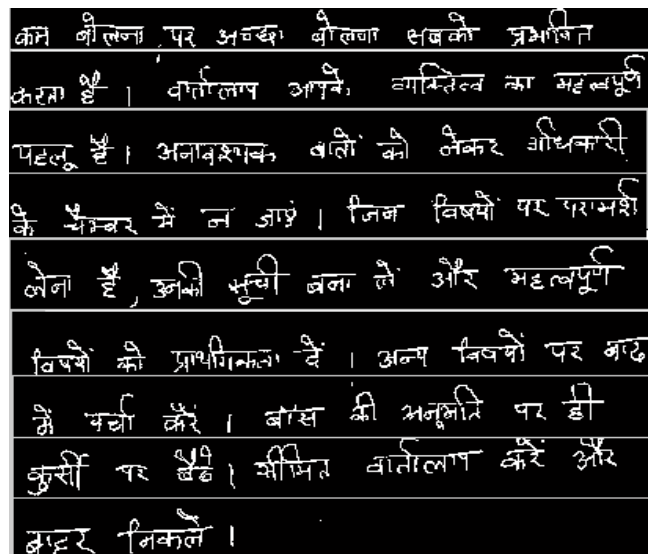 कम बोलना पर अच्छा बोलना सबको प्रभावित
करता है । वार्तालाप आपके व्यक्तित्व का महत्वपूर्ण
पहलू है । अनावश्यक बातों को लेकर अधिकारी
के चैम्बर में न जाएं । जिन विषयों पर परामर्श
लेना है, उनकी सूची बना लें और महत्वपूर्ण
विषयों को प्राथमिकता दें । अन्य विषयों पर बाद
में चर्चा करें । बॉस की अनुमति पर ही
कुर्सी पर बैठें । सीमित वार्तालाप करें और
बाहर निकलें ।